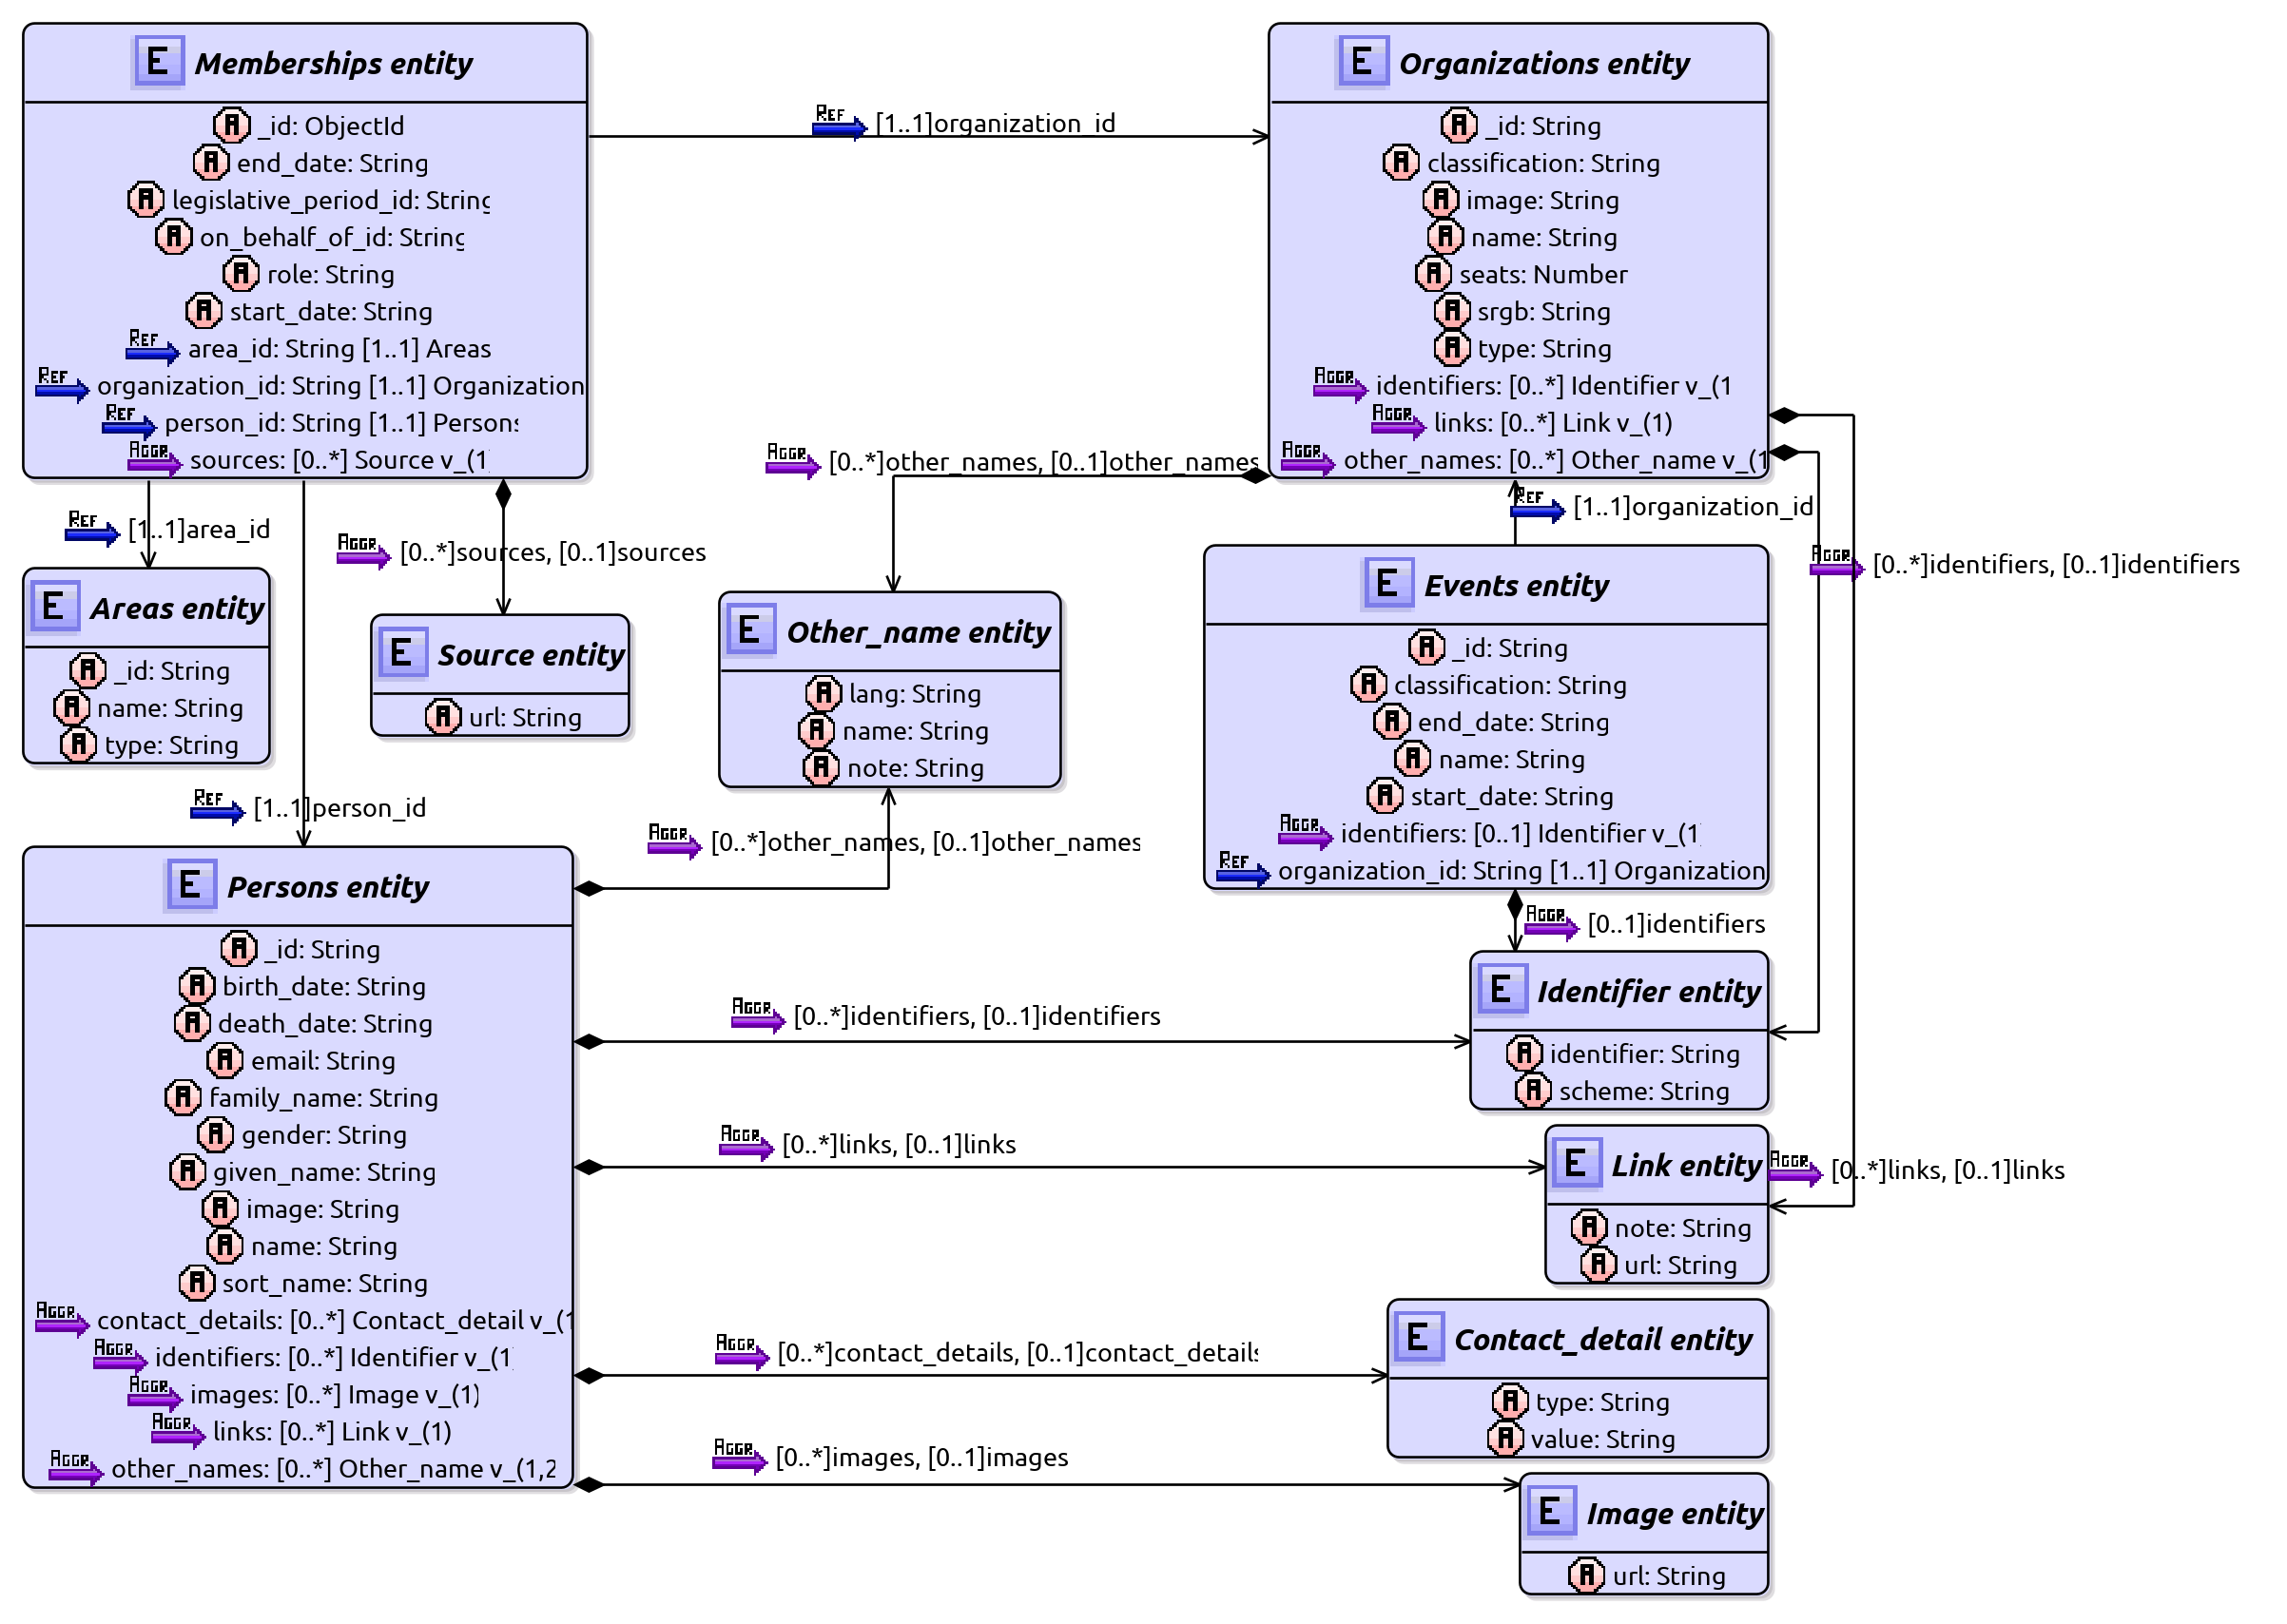 E Memberships entity
A _id: ObjectId
A end_date: String
A legislative_period_id: String
A on_behalf_of_id: String
A role: String
A start_date: String
REF area_id: String [1..1] Areas
REF organization_id: String [1..1] Organization
REF person_id: String [1..1] Persons
AGGR sources: [0..*] Source v_(1
REF [1..1]organization_id
E Organizations entity
A _id: String
A classification: String
A image: String
A name: String
A seats: Number
A srgb: String
A type: String
AGGR identifiers: [0..*] Identifier v_(1
AGGR links: [0..*] Link v_(1)
AGGR other_names: [0..*] Other_name v_(1
AGGR [0..*]other_names, [0..1]other_names
REF [1..1]organization_id
REF [1..1]area_id
AGGR [0..*]sources, [0..1]sources
AGGR [0..*]identifiers, [0..1]identifiers
E Areas entity
A _id: String
A name: String
A type: String
E Source entity
A url: String
E Other_name entity
A lang: String
A name: String
A note: String
E Events entity
A _id: String
A classification: String
A end_date: String
A name: String
A start_date: String
AGGR identifiers: [0..1] Identifier v_(1
REF organization_id: String [1..1] Organization
REF [1..1]person_id
AGGR [0..*]other_names, [0..1]other_names
AGGR [0..1]identifiers
E Persons entity
A _id: String
A birth_date: String
A death_date: String
A email: String
A family_name: String
A gender: String
A given_name: String
A image: String
A name: String
A sort_name: String
AGGR contact_details: [0..*] Contact_detail v_(1
AGGR identifiers: [0..*] Identifier v_(1
AGGR images: [0..*] Image v_(1)
AGGR links: [0..*] Link v_(1)
AGGR other_names: [0..*] Other_name v_(1,2
AGGR [0..*]identifiers, [0..1]identifiers
E Identifier entity
A identifier: String
A scheme: String
AGGR [0..*]links, [0..1]links
E Link entity
A note: String
A url: String
AGGR [0..*]links, [0..1]links
AGGR [0..*]contact_details, [0..1]contact_details
E Contact_detail entity
A type: String
A value: String
AGGR [0..*]images, [0..1]images
E Image entity
A url: String